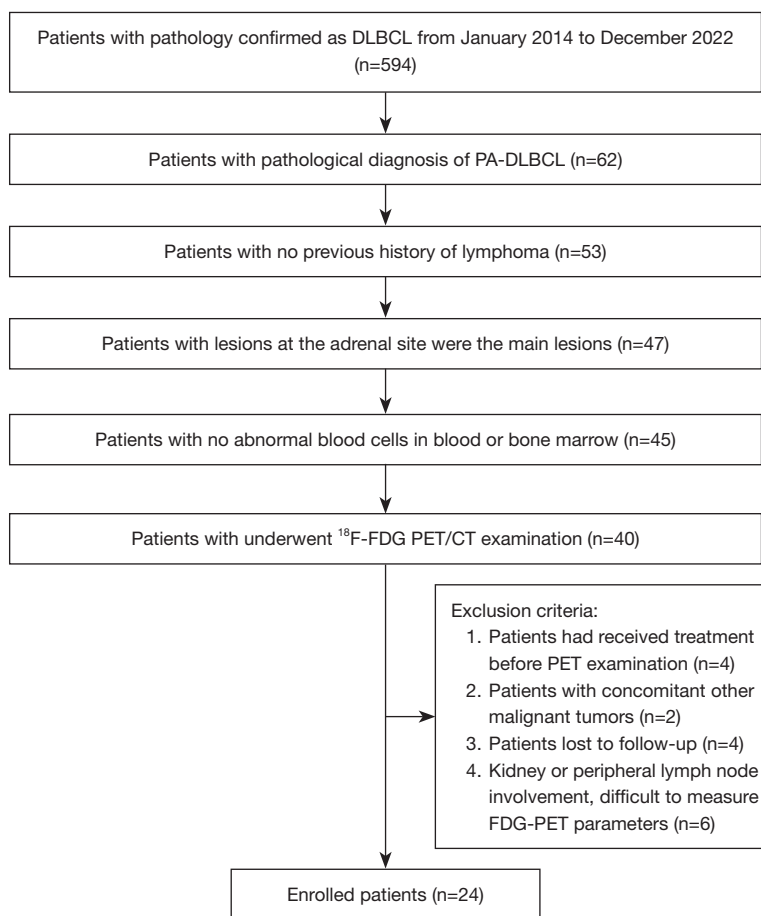 Patients with pathology confirmed as DLBCL from January 2014 to December 2022
(n=594)
Patients with pathological diagnosis of PA-DLBCL (n=62)
Patients with no previous history of lymphoma (n=53)
Patients with lesions at the adrenal site were the main lesions (n=47)
Patients with no abnormal blood cells in blood or bone marrow (n=45)
Patients with underwent ¹⁸F-FDG PET/CT examination (n=40)
Exclusion criteria:
1. Patients had received treatment
before PET examination (n=4)
2. Patients with concomitant other
malignant tumors (n=2)
3. Patients lost to follow-up (n=4)
4. Kidney or peripheral lymph node
involvement, difficult to measure
FDG-PET parameters (n=6)
Enrolled patients (n=24)